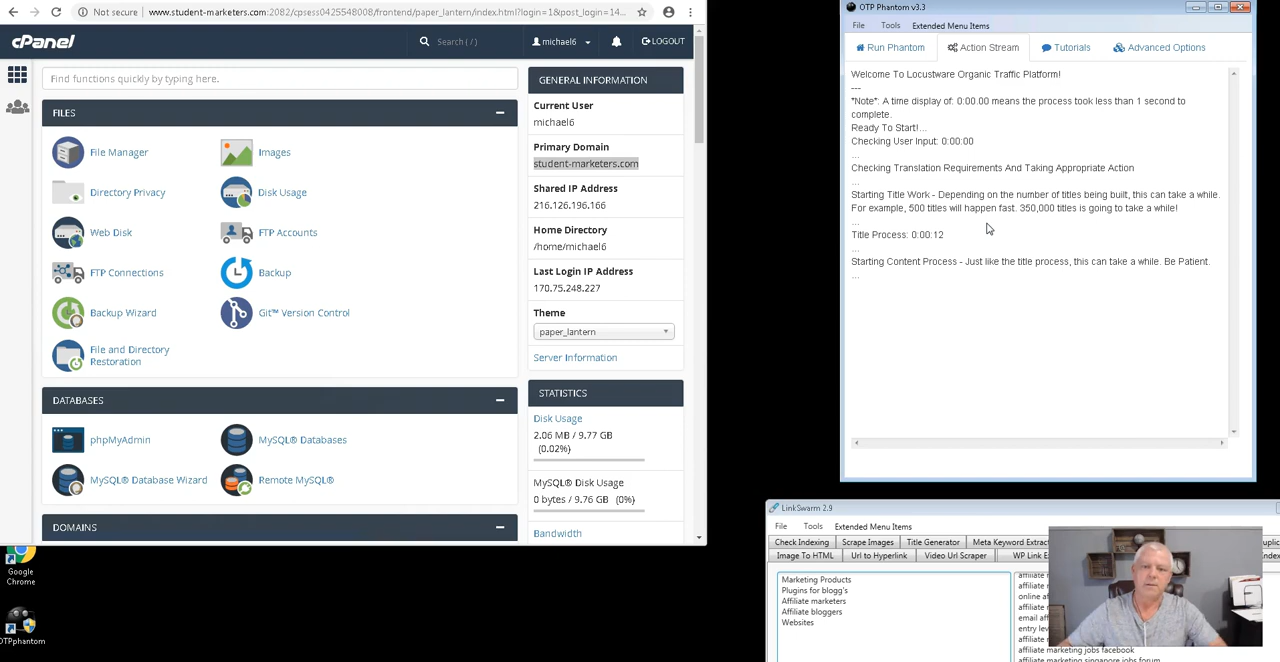 Not secure | www.student-marketers.com:2082/cpsess0425548008/frontend/paper_lantern/index.html?login=1&post_login=14...
cPanel
Search ( / )
michael6
LOGOUT
Find functions quickly by typing here.
FILES
File Manager
Images
Directory Privacy
Disk Usage
Web Disk
FTP Accounts
FTP Connections
Backup
Backup Wizard
Git™ Version Control
File and Directory
Restoration
DATABASES
phpMyAdmin
MySQL® Databases
MySQL® Database Wizard
Remote MySQL®
DOMAINS
GENERAL INFORMATION
Current User
michael6
Primary Domain
student-marketers.com
Shared IP Address
216.126.196.166
Home Directory
/home/michael6
Last Login IP Address
170.75.248.227
Theme
paper_lantern
Server Information
STATISTICS
Disk Usage
2.06 MB / 9.77 GB
(0.02%)
MySQL® Disk Usage
0 bytes / 9.76 GB (0%)
Bandwidth
Google
Chrome
OTPphantom
OTP Phantom v3.3
File Tools Extended Menu Items
Run Phantom Action Stream Tutorials Advanced Options
Welcome To Locustware Organic Traffic Platform!
---
*Note*: A time display of: 0:00.00 means the process took less than 1 second to
complete.
Ready To Start!...
Checking User Input: 0:00:00
...
Checking Translation Requirements And Taking Appropriate Action
...
Starting Title Work - Depending on the number of titles being built, this can take a while.
For example, 500 titles will happen fast. 350,000 titles is going to take a while!
...
Title Process: 0:00:12
...
Starting Content Process - Just like the title process, this can take a while. Be Patient.
...
LinkSwarm 2.9
File Tools Extended Menu Items
Check Indexing Scrape Images Title Generator Meta Keyword Extract
Image To HTML Url to Hyperlink Video Url Scraper WP Link
Marketing Products
Plugins for blogg's
Affiliate marketers
Affiliate bloggers
Websites
affiliate
affiliate
online
email
entry
affiliate
affiliate marketing jobs facebook
affiliate marketing singapore jobs forum